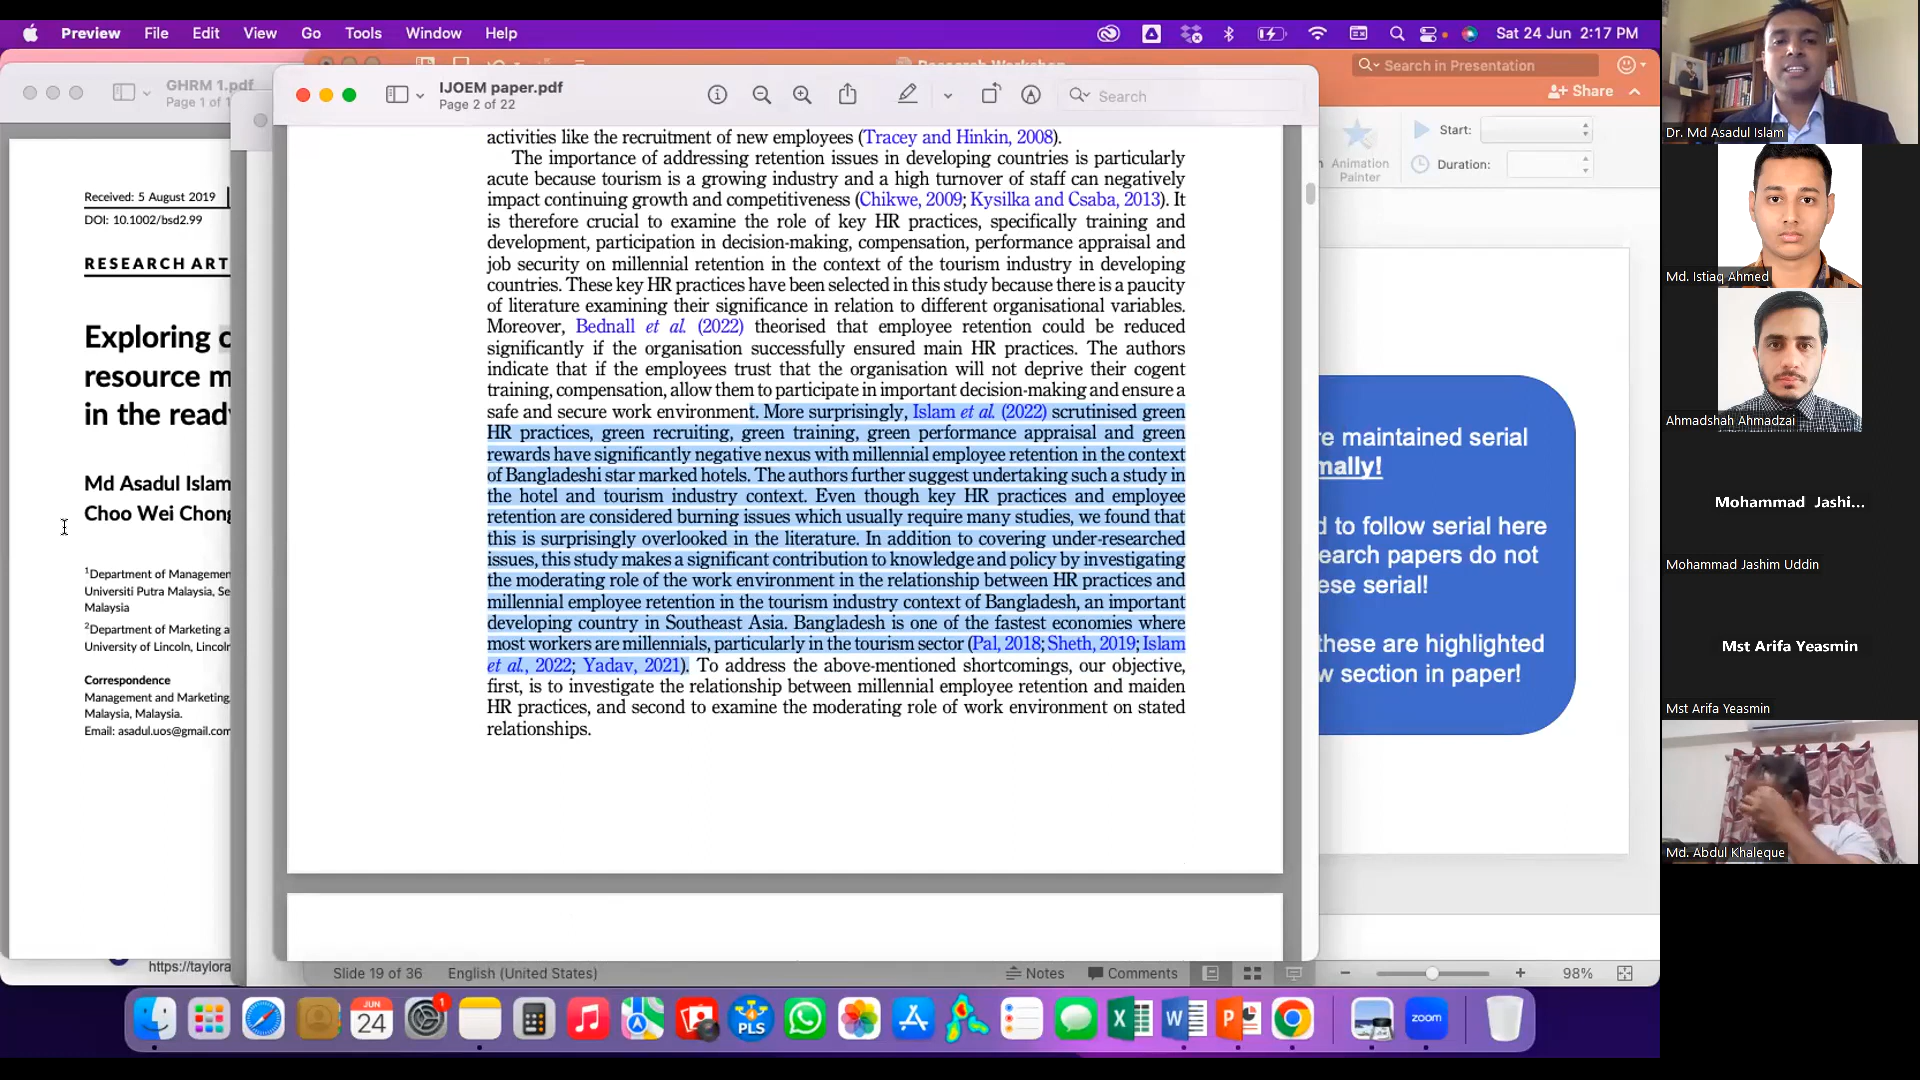 Preview File Edit View Go Tools Window Help
Sat 24 Jun 2:17 PM
GHRM 1.pdf
Page 1 of 1
Research Workshop
Search in Presentation
Share
IJOEM paper.pdf
Page 2 of 22
Search
Animation
Painter
Start:
Duration:
Received: 5 August 2019
DOI: 10.1002/bsd2.99
RESEARCH ART
Exploring c
resource m
in the read
Md Asadul Islam
Choo Wei Chong
1Department of Managemen
Universiti Putra Malaysia, Se
Malaysia
2Department of Marketing a
University of Lincoln, Lincoln
Correspondence
Management and Marketing,
Malaysia, Malaysia.
Email: asadul.uos@gmail.com
https://taylora
activities like the recruitment of new employees (Tracey and Hinkin, 2008).
The importance of addressing retention issues in developing countries is particularly
acute because tourism is a growing industry and a high turnover of staff can negatively
impact continuing growth and competitiveness (Chikwe, 2009; Kysilka and Csaba, 2013). It
is therefore crucial to examine the role of key HR practices, specifically training and
development, participation in decision-making, compensation, performance appraisal and
job security on millennial retention in the context of the tourism industry in developing
countries. These key HR practices have been selected in this study because there is a paucity
of literature examining their significance in relation to different organisational variables.
Moreover, Bednall et al. (2022) theorised that employee retention could be reduced
significantly if the organisation successfully ensured main HR practices. The authors
indicate that if the employees trust that the organisation will not deprive their cogent
training, compensation, allow them to participate in important decision-making and ensure a
safe and secure work environment. More surprisingly, Islam et al. (2022) scrutinised green
HR practices, green recruiting, green training, green performance appraisal and green
rewards have significantly negative nexus with millennial employee retention in the context
of Bangladeshi star marked hotels. The authors further suggest undertaking such a study in
the hotel and tourism industry context. Even though key HR practices and employee
retention are considered burning issues which usually require many studies, we found that
this is surprisingly overlooked in the literature. In addition to covering under-researched
issues, this study makes a significant contribution to knowledge and policy by investigating
the moderating role of the work environment in the relationship between HR practices and
millennial employee retention in the tourism industry context of Bangladesh, an important
developing country in Southeast Asia. Bangladesh is one of the fastest economies where
most workers are millennials, particularly in the tourism sector (Pal, 2018; Sheth, 2019; Islam
et al., 2022; Yadav, 2021). To address the above-mentioned shortcomings, our objective,
first, is to investigate the relationship between millennial employee retention and maiden
HR practices, and second to examine the moderating role of work environment on stated
relationships.
re maintained serial
mally!
d to follow serial here
earch papers do not
ese serial!
these are highlighted
w section in paper!
Slide 19 of 36
English (United States)
Notes
Comments
98%
JUN
24
1
PLS
zoom
Dr. Md Asadul Islam
Md. Istiaq Ahmed
Ahmadshah Ahmadzai
Mohammad Jashi...
Mohammad Jashim Uddin
Mst Arifa Yeasmin
Mst Arifa Yeasmin
Md. Abdul Khaleque